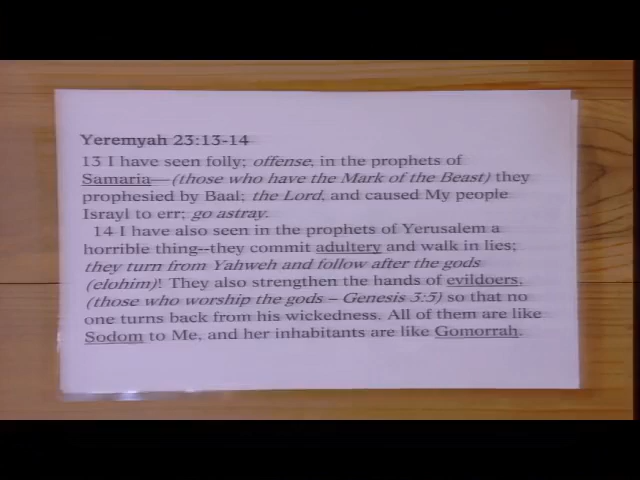 Yeremyah 23:13-14
13 I have seen folly; offense, in the prophets of
Samaria—(those who have the Mark of the Beast) they
prophesied by Baal; the Lord, and caused My people
Israyl to err; go astray.
14 I have also seen in the prophets of Yerusalem a
horrible thing--they commit adultery and walk in lies;
they turn from Yahweh and follow after the gods
(elohim)! They also strengthen the hands of evildoers,
(those who worship the gods – Genesis 3:5) so that no
one turns back from his wickedness. All of them are like
Sodom to Me, and her inhabitants are like Gomorrah.